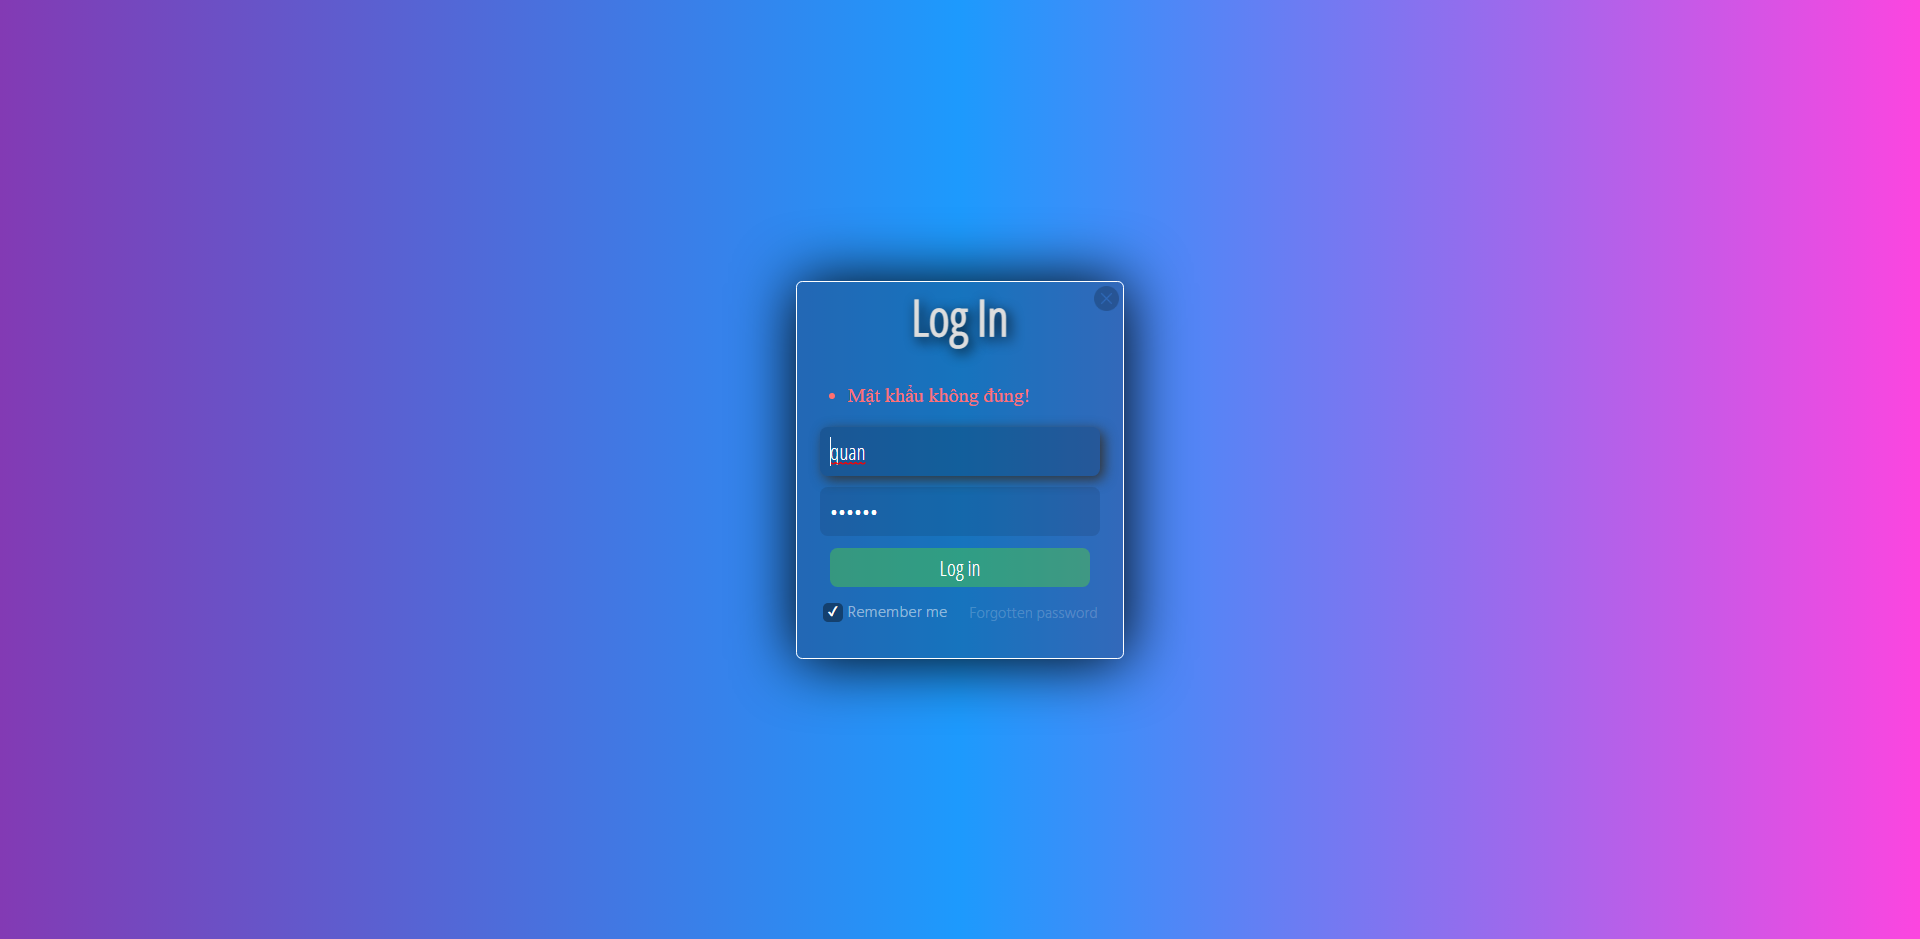 Log In
Mật khẩu không đúng!
quan
••••••
Log in
Remember me Forgotten password